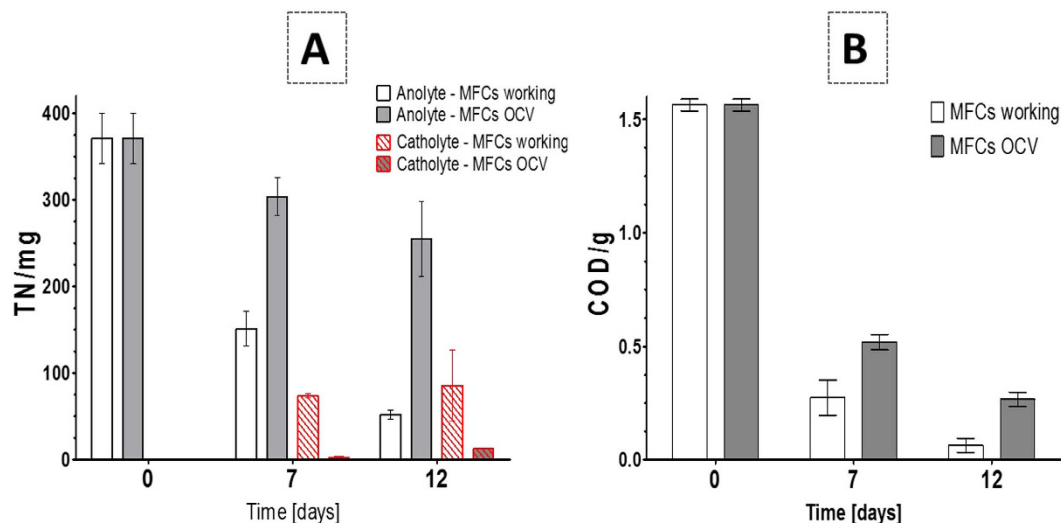 A
Anolyte - MFCs working
Anolyte - MFCs OCV
Catholyte - MFCs working
Catholyte - MFCs OCV
TN/mg
400
300
200
100
50
0
0 7 12
Time [days]
B
MFCs working
MFCs OCV
COD/g
1.5
1.0
0.5
0.0
0 7 12
Time [days]